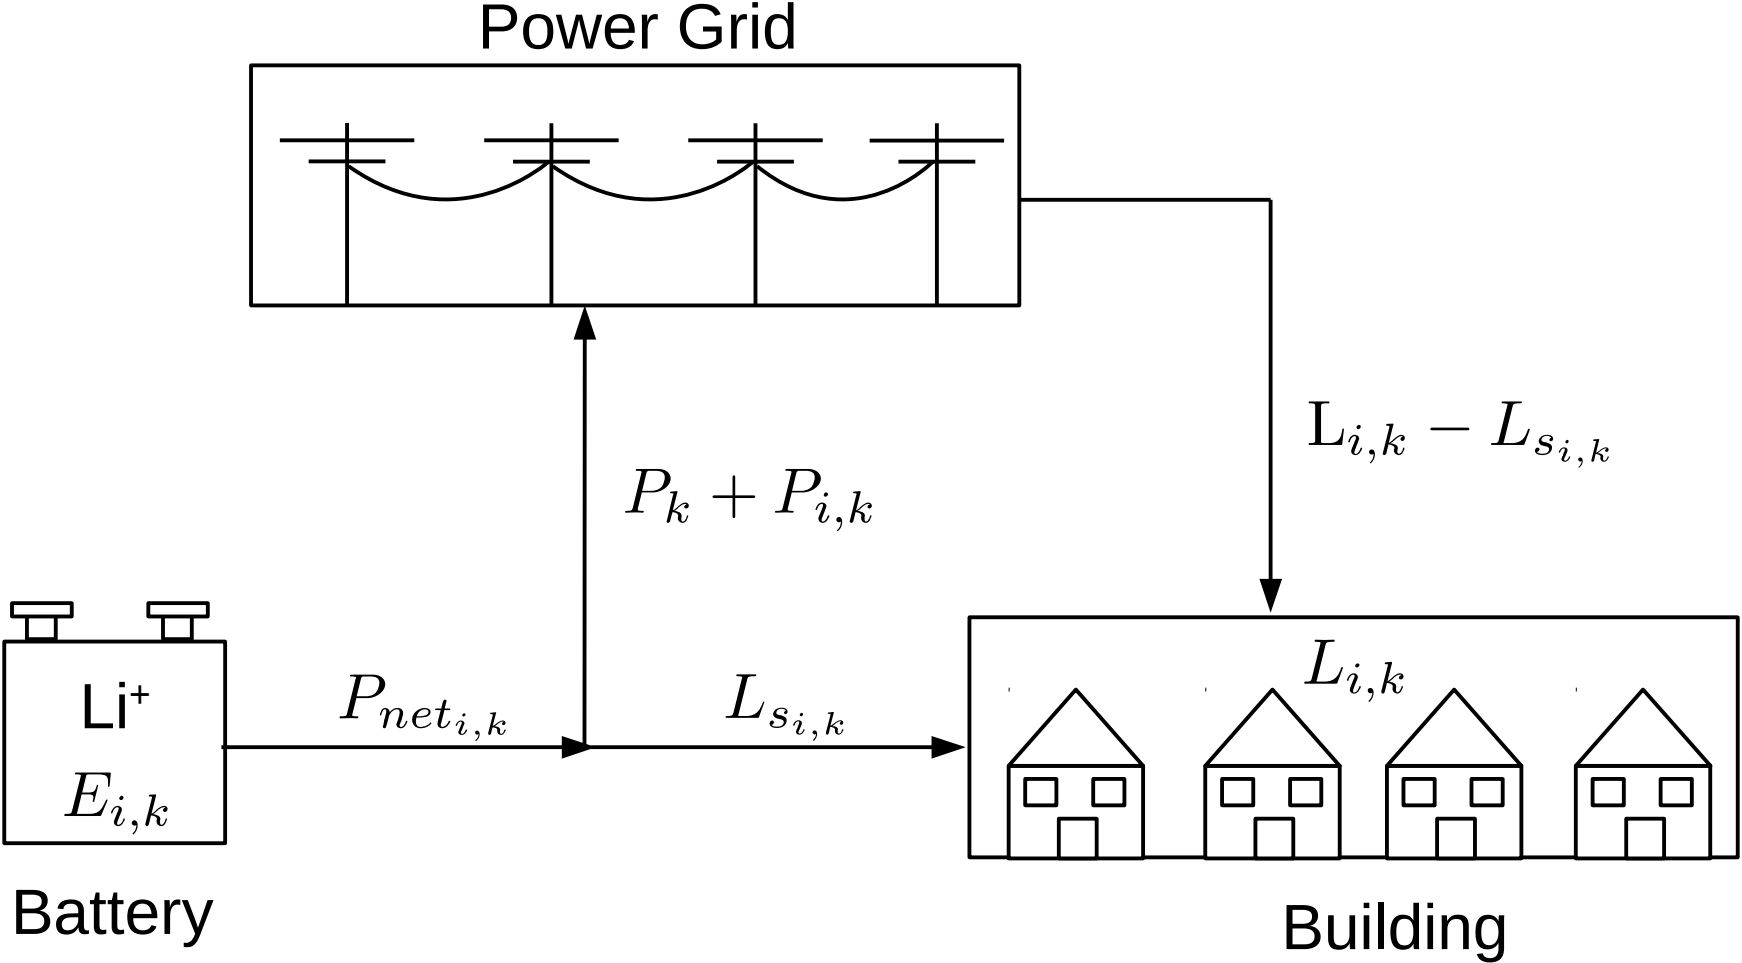 Power Grid
L_{i,k} − L_{s_{i,k}}
P_k + P_{i,k}
L_{i,k}
Li⁺
P_{net_{i,k}}
L_{s_{i,k}}
E_{i,k}
Battery
Building